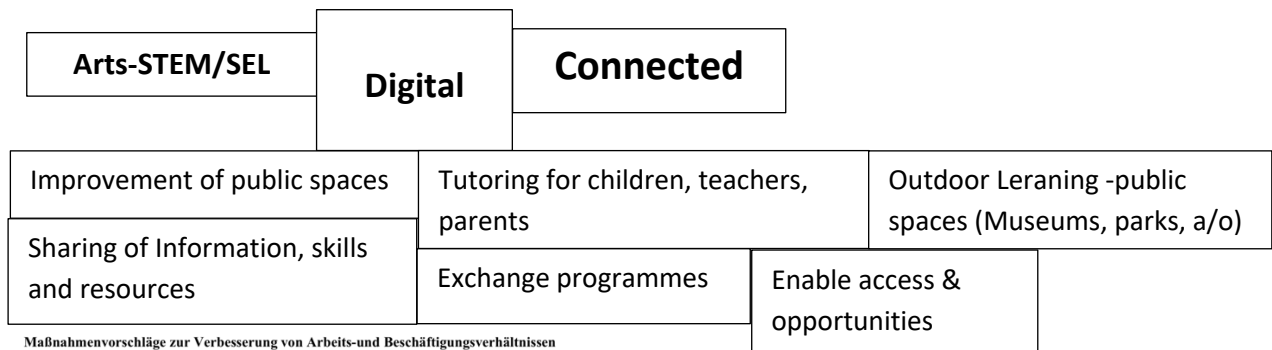 Arts-STEM/SEL
Digital
Connected
Improvement of public spaces
Tutoring for children, teachers,
parents
Outdoor Leraning -public
spaces (Museums, parks, a/o)
Sharing of Information, skills
and resources
Exchange programmes
Enable access &
opportunities
Maßnahmenvorschläge zur Verbesserung von Arbeits-und Beschäftigungsverhältnissen